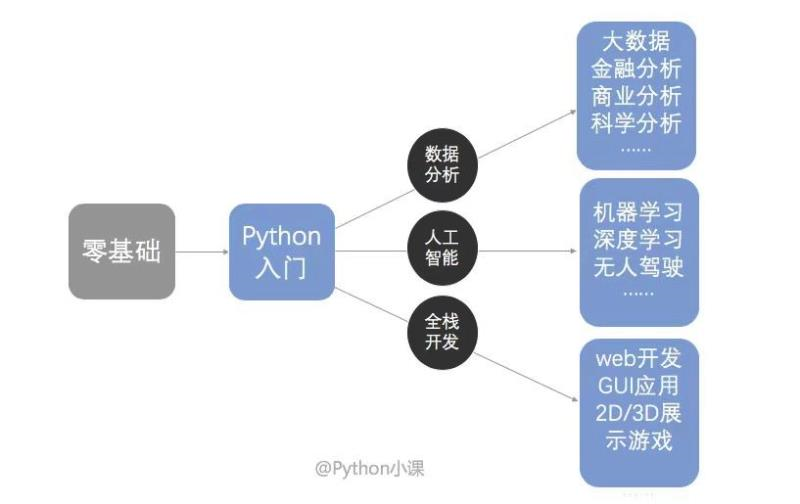 零基础
Python
入门
数据
分析
人工
智能
全栈
开发
大数据
金融分析
商业分析
科学分析
……
机器学习
深度学习
无人驾驶
……
web开发
GUI应用
2D/3D展
示游戏
……
@Python小课